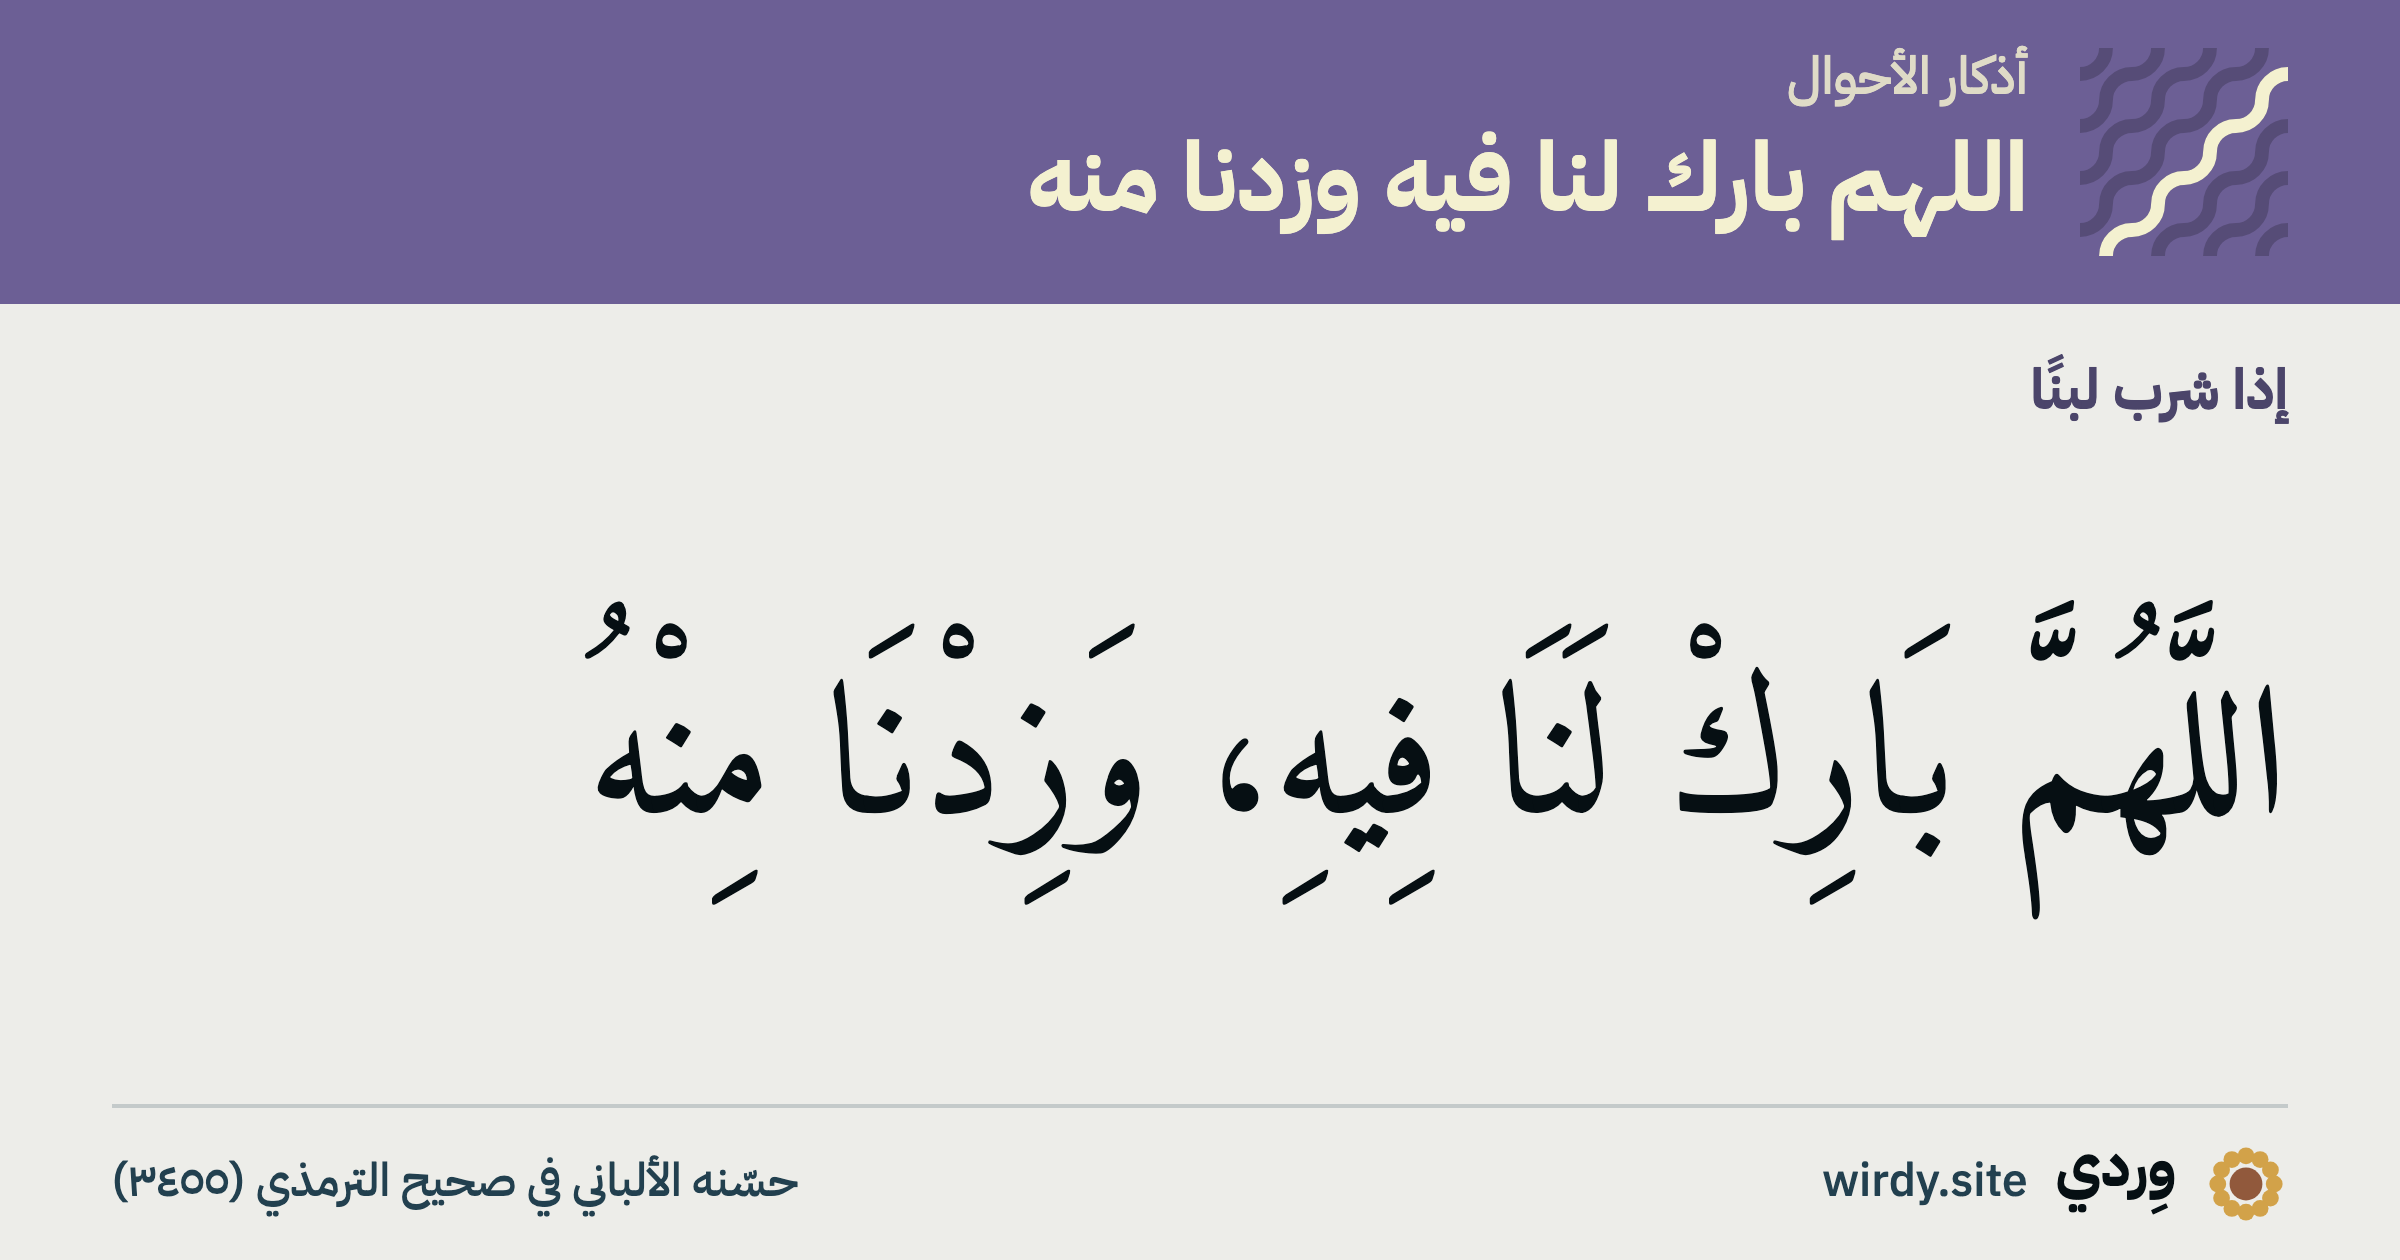 أذكار الأحوال
اللهم بارك لنا فيه وزدنا منه
إذا شرب لبنًا
اللَّهُمَّ بَارِكْ لَنَا فِيهِ، وَزِدْنَا مِنْهُ
وِردي wirdy.site
حسّنه الألباني في صحيح الترمذي (٣٤٥٥)